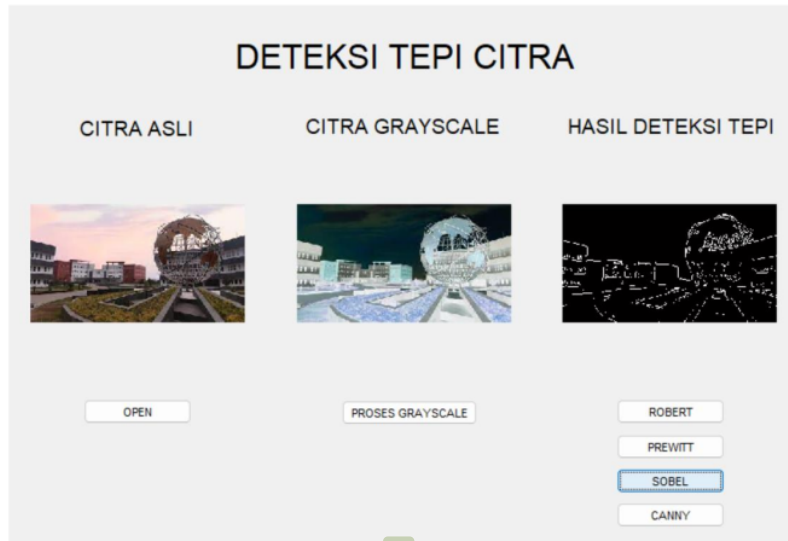 DETEKSI TEPI CITRA
CITRA ASLI
CITRA GRAYSCALE
HASIL DETEKSI TEPI
OPEN
PROSES GRAYSCALE
ROBERT
PREWITT
SOBEL
CANNY